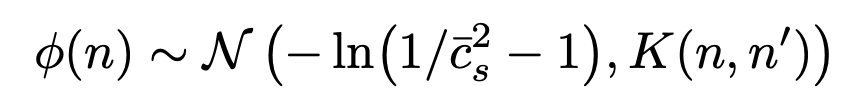 ϕ(n) ∼ 𝒩(− ln(1/c̄ₛ² − 1), K(n, n′))